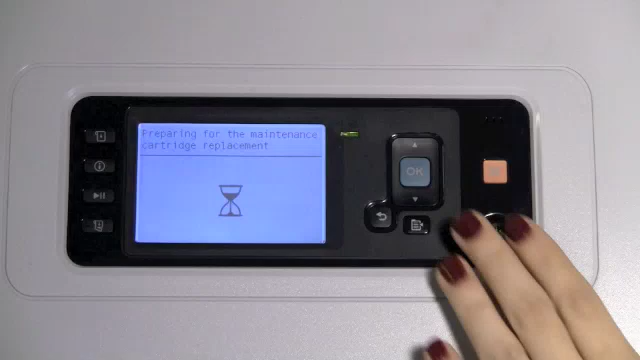 Preparing for the maintenance
cartridge replacement
OK